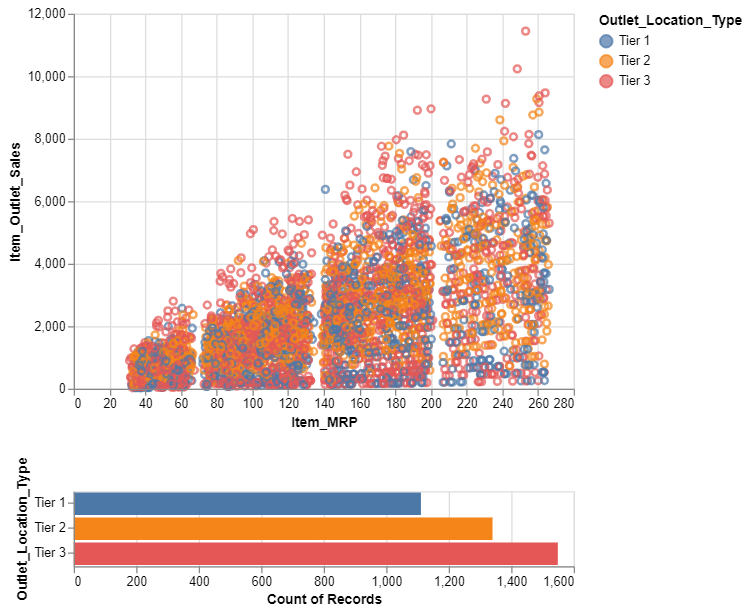 12,000
10,000
8,000
6,000
4,000
2,000
0
Item_Outlet_Sales
0 20 40 60 80 100 120 140 160 180 200 220 240 260 280
Item_MRP
Outlet_Location_Type
Tier 1
Tier 2
Tier 3
Outlet_Location_Type
Tier 1
Tier 2
Tier 3
0 200 400 600 800 1,000 1,200 1,400 1,600
Count of Records